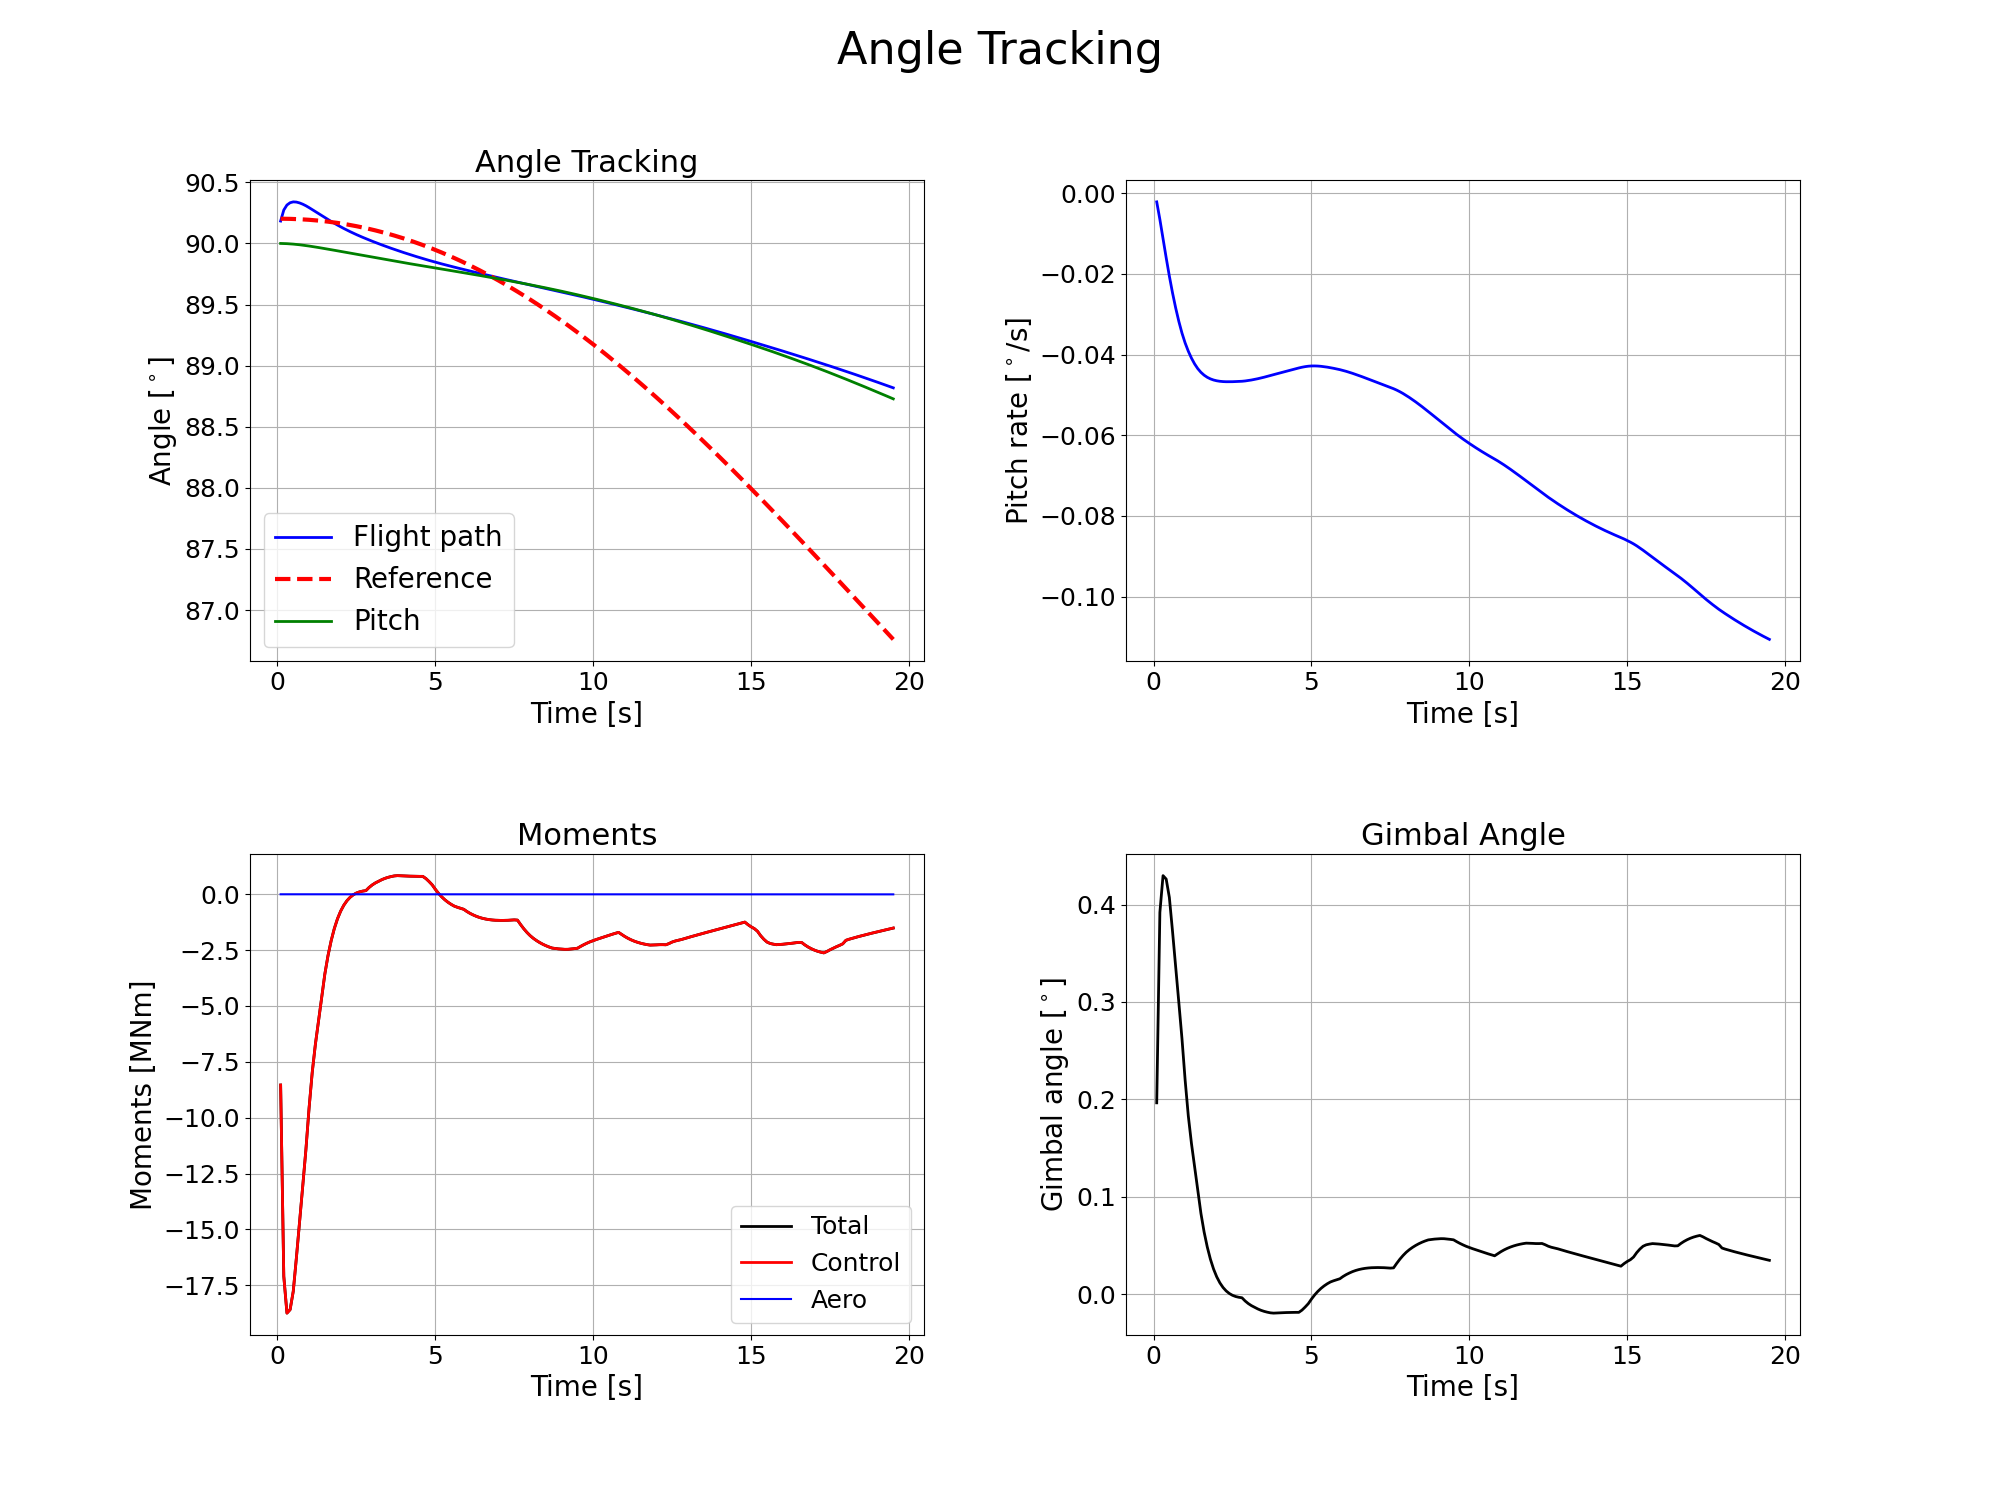 Angle Tracking
Angle Tracking
90.5
90.0
89.5
89.0
88.5
88.0
87.5
87.0
Angle [°]
Flight path
Reference
Pitch
0 5 10 15 20
Time [s]
0.00
−0.02
−0.04
−0.06
−0.08
−0.10
Pitch rate [°/s]
0 5 10 15 20
Time [s]
Moments
0.0
−2.5
−5.0
−7.5
−10.0
−12.5
−15.0
−17.5
Moments [MNm]
Total
Control
Aero
0 5 10 15 20
Time [s]
Gimbal Angle
0.4
0.3
0.2
0.1
0.0
Gimbal angle [°]
0 5 10 15 20
Time [s]